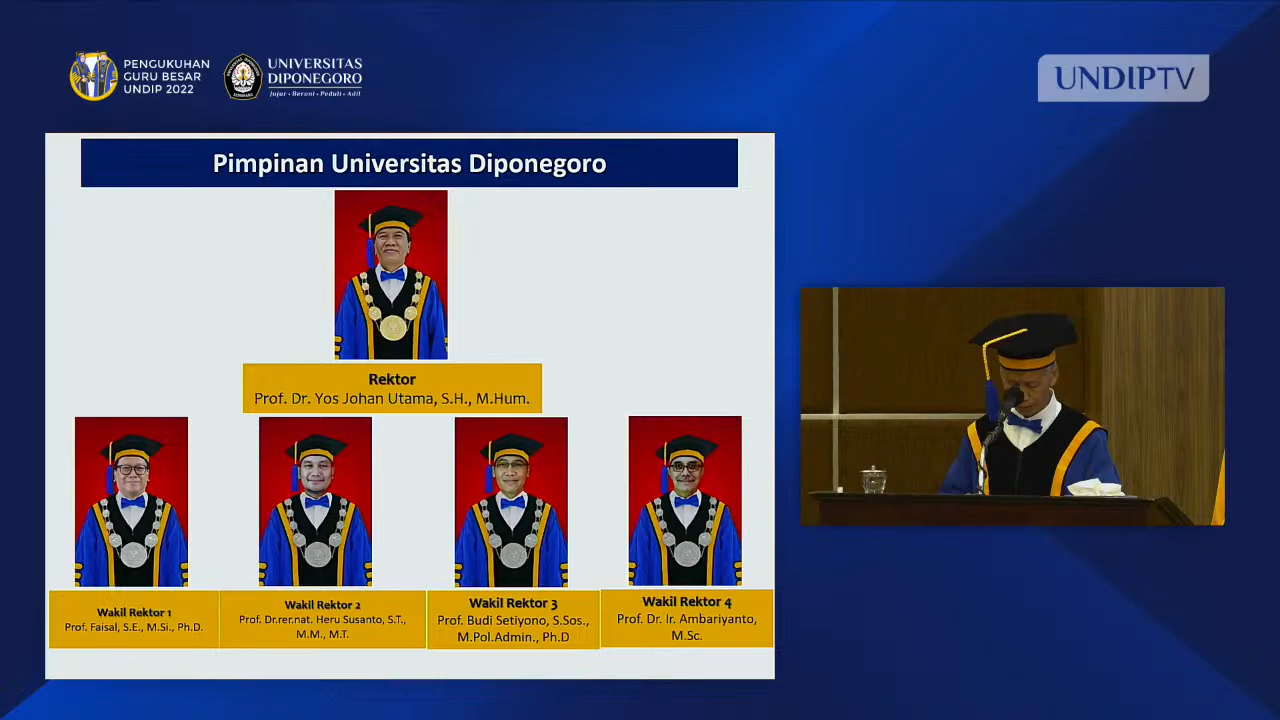 PENGUKUHAN
GURU BESAR
UNDIP 2022
UNIVERSITAS
DIPONEGORO
Jujur • Berani • Peduli • Adil
UNDIPTV
Pimpinan Universitas Diponegoro
Rektor
Prof. Dr. Yos Johan Utama, S.H., M.Hum.
Wakil Rektor 1
Prof. Faisal, S.E., M.Si., Ph.D.
Wakil Rektor 2
Prof. Dr.rer.nat. Heru Susanto, S.T.,
M.M., M.T.
Wakil Rektor 3
Prof. Budi Setiyono, S.Sos.,
M.Pol.Admin., Ph.D
Wakil Rektor 4
Prof. Dr. Ir. Ambariyanto,
M.Sc.